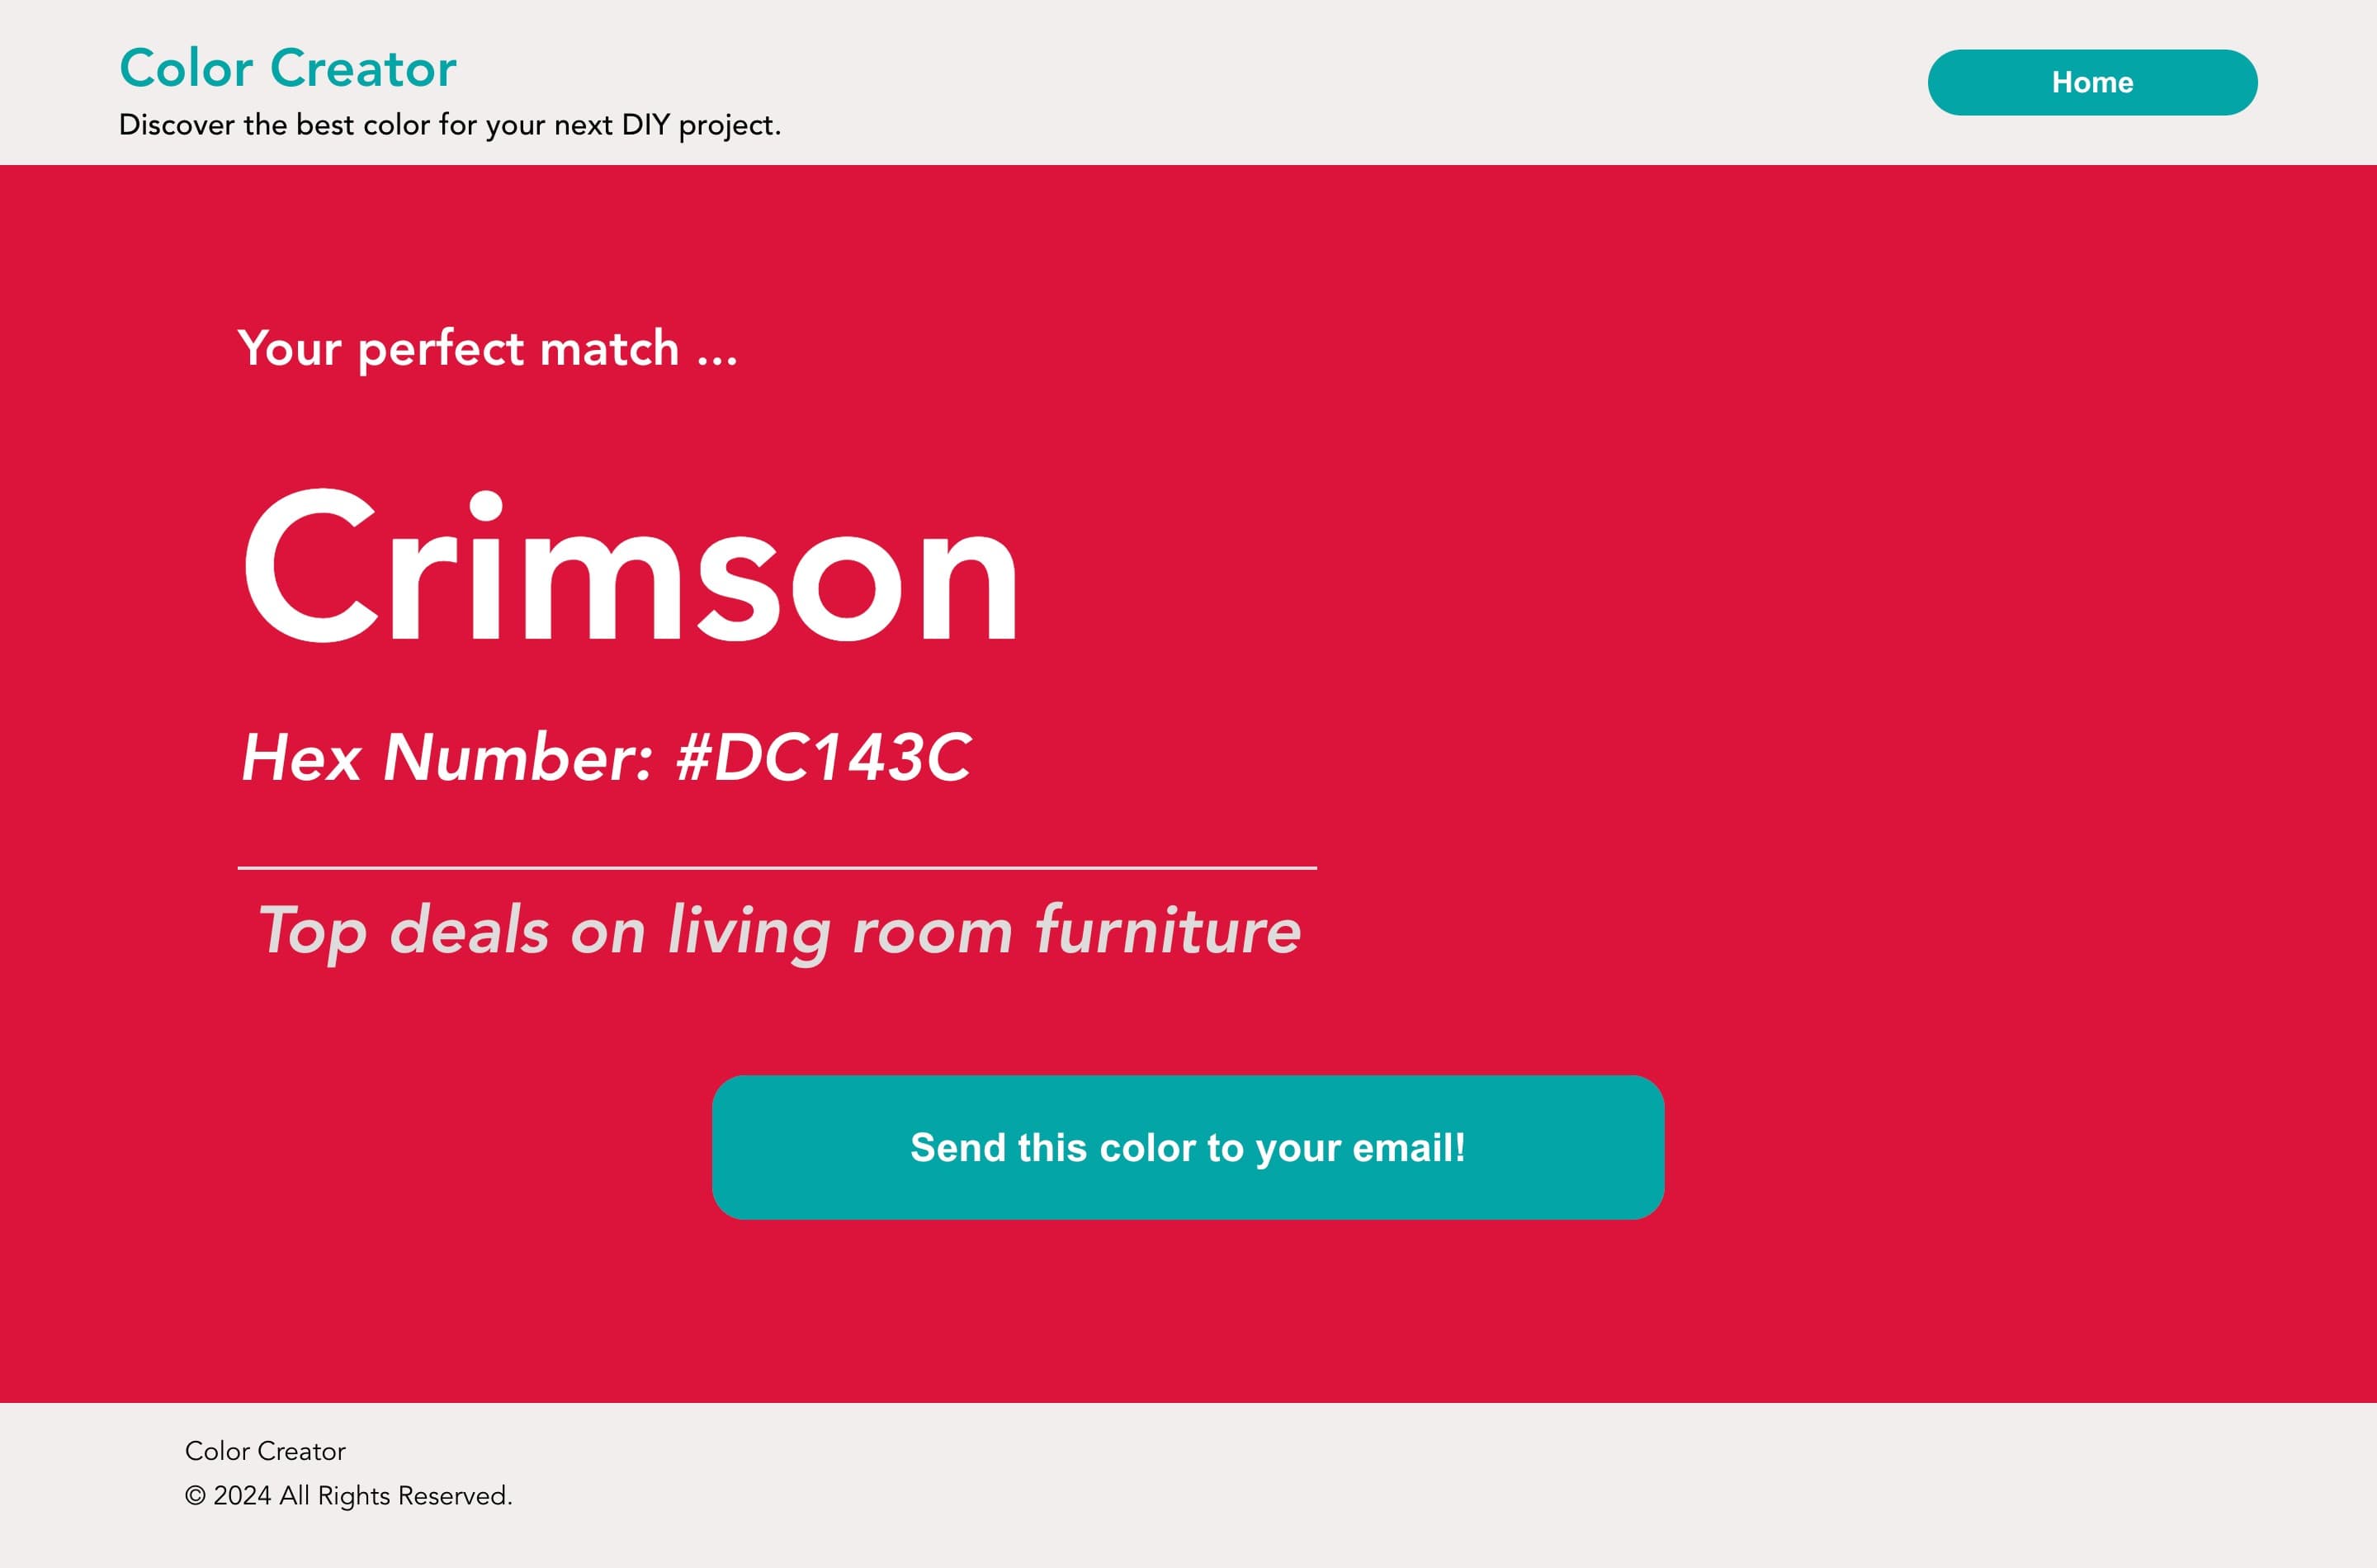 Color Creator
Home
Discover the best color for your next DIY project.
Your perfect match ...
Crimson
Hex Number: #DC143C
Top deals on living room furniture
Send this color to your email!
Color Creator
© 2024 All Rights Reserved.